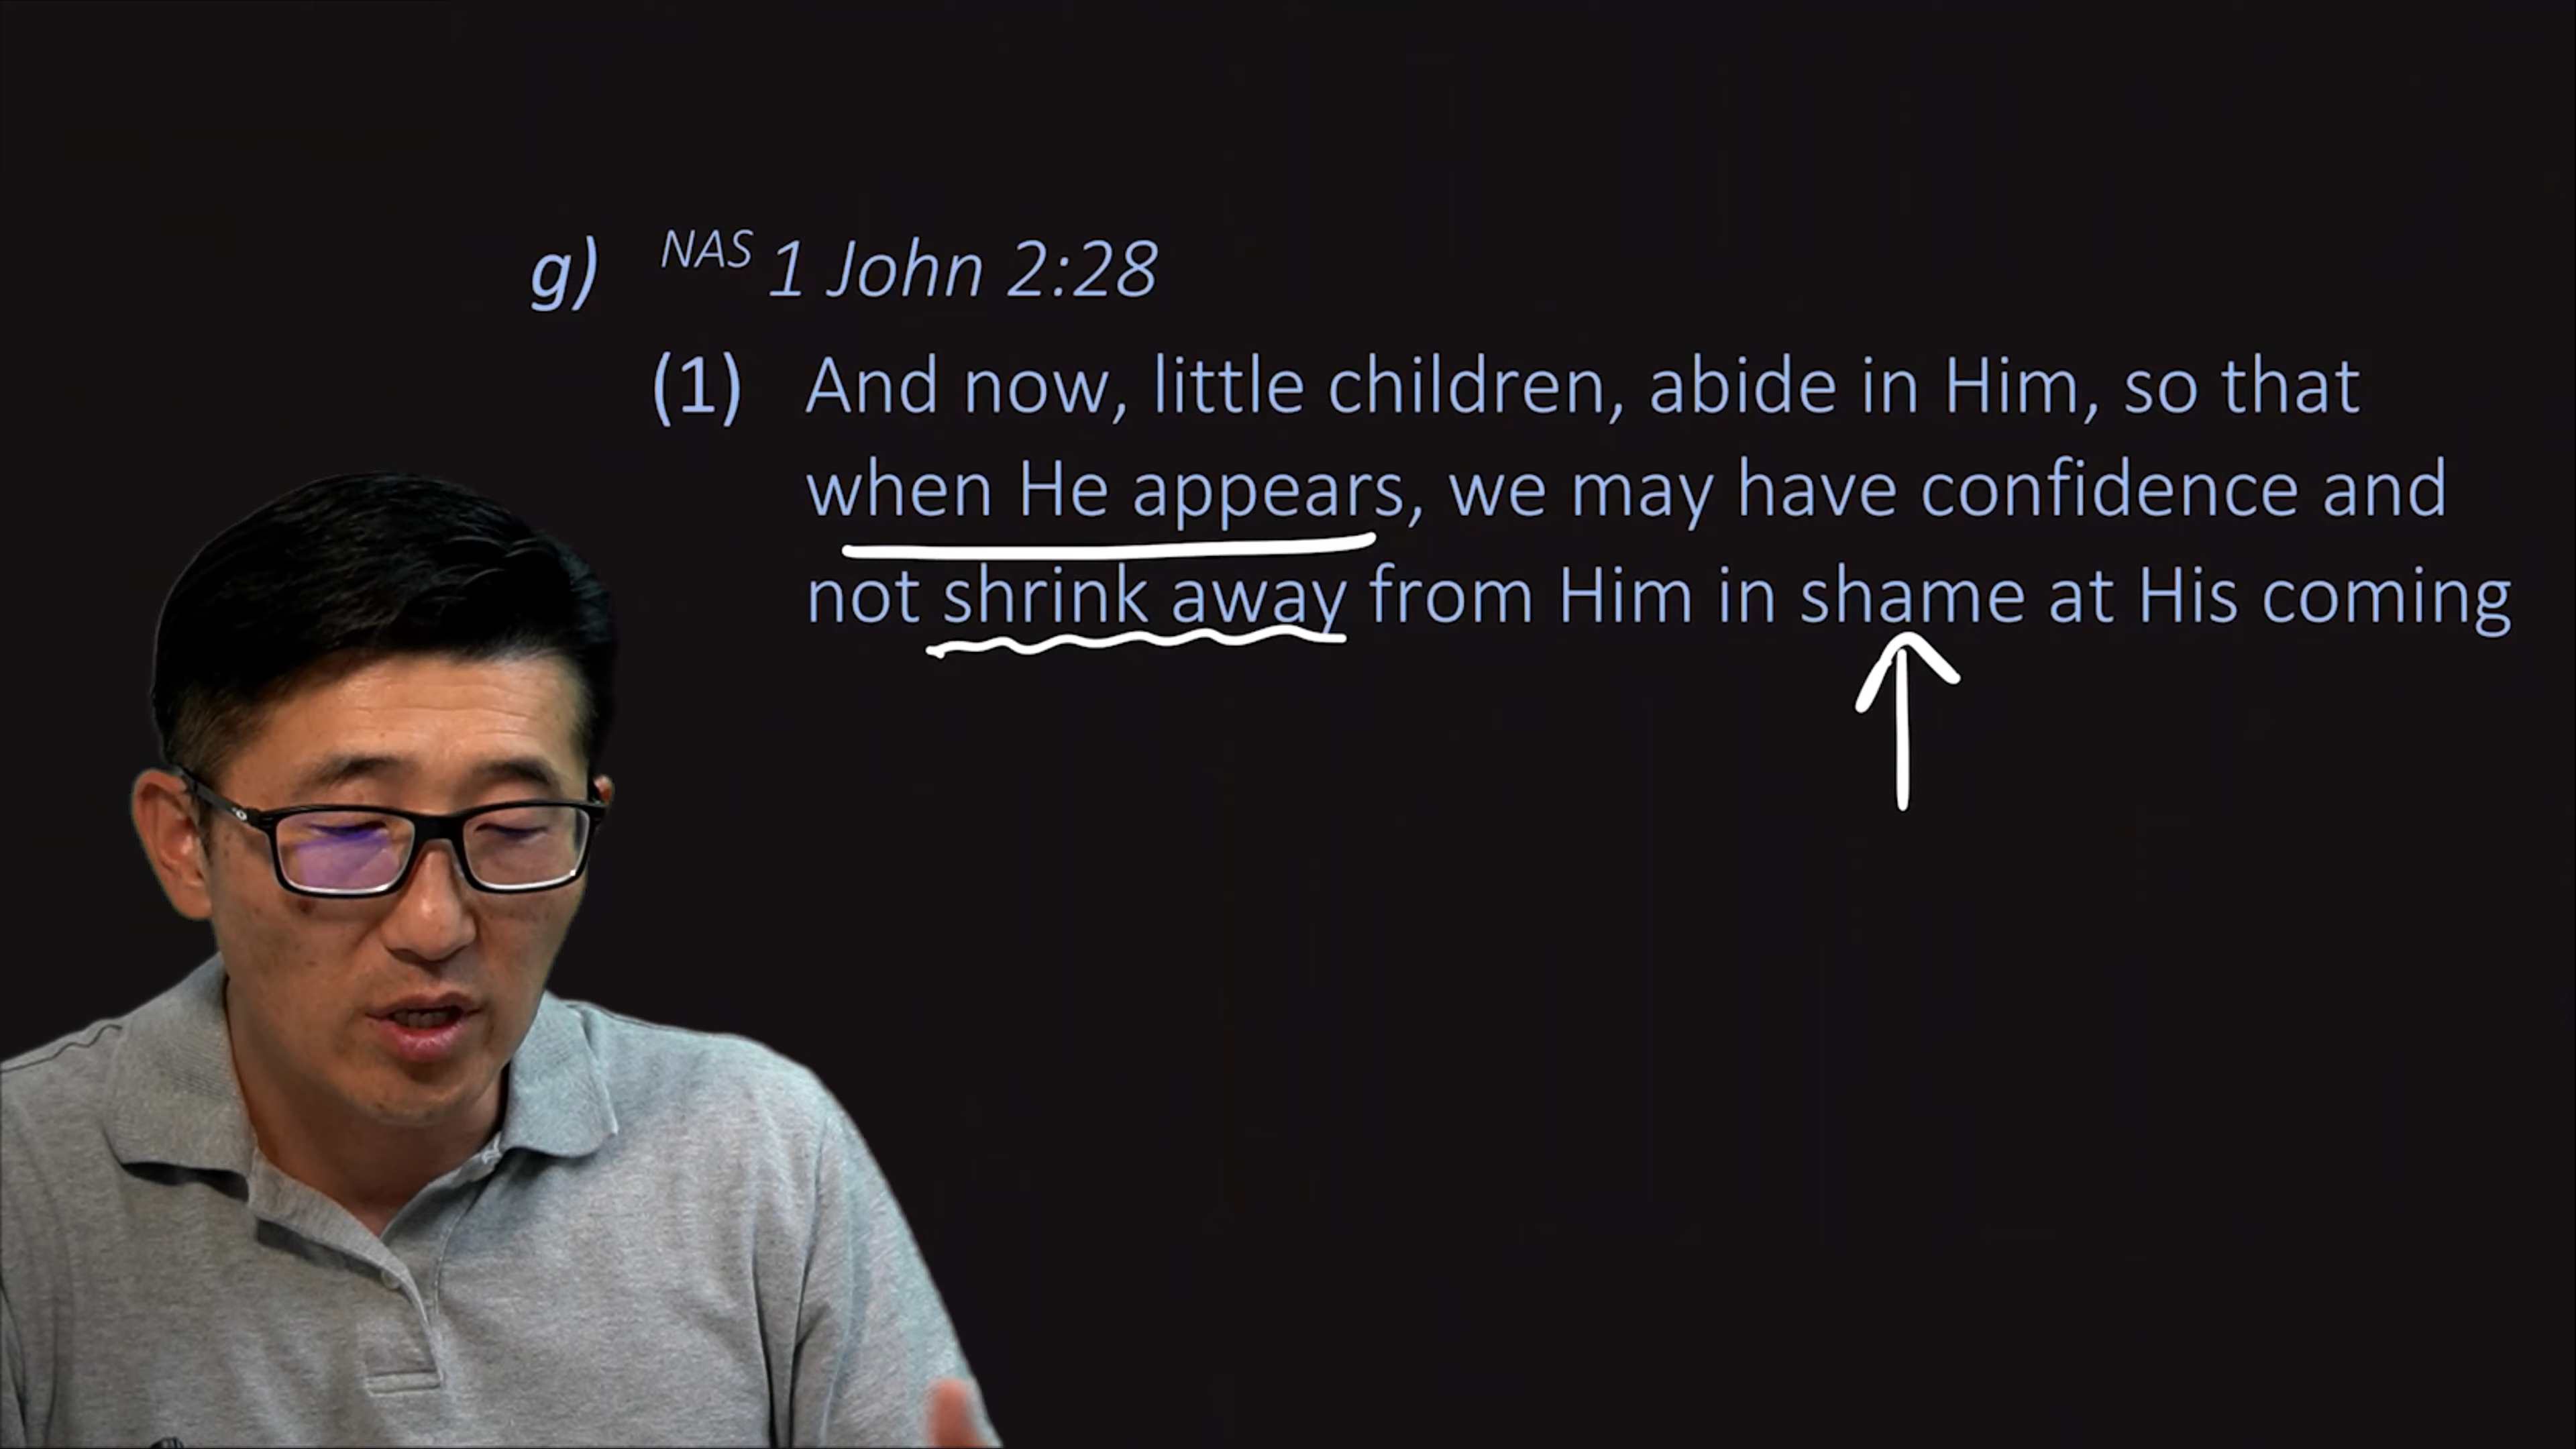 g) NAS 1 John 2:28
(1) And now, little children, abide in Him, so that
when He appears, we may have confidence and
not shrink away from Him in shame at His coming